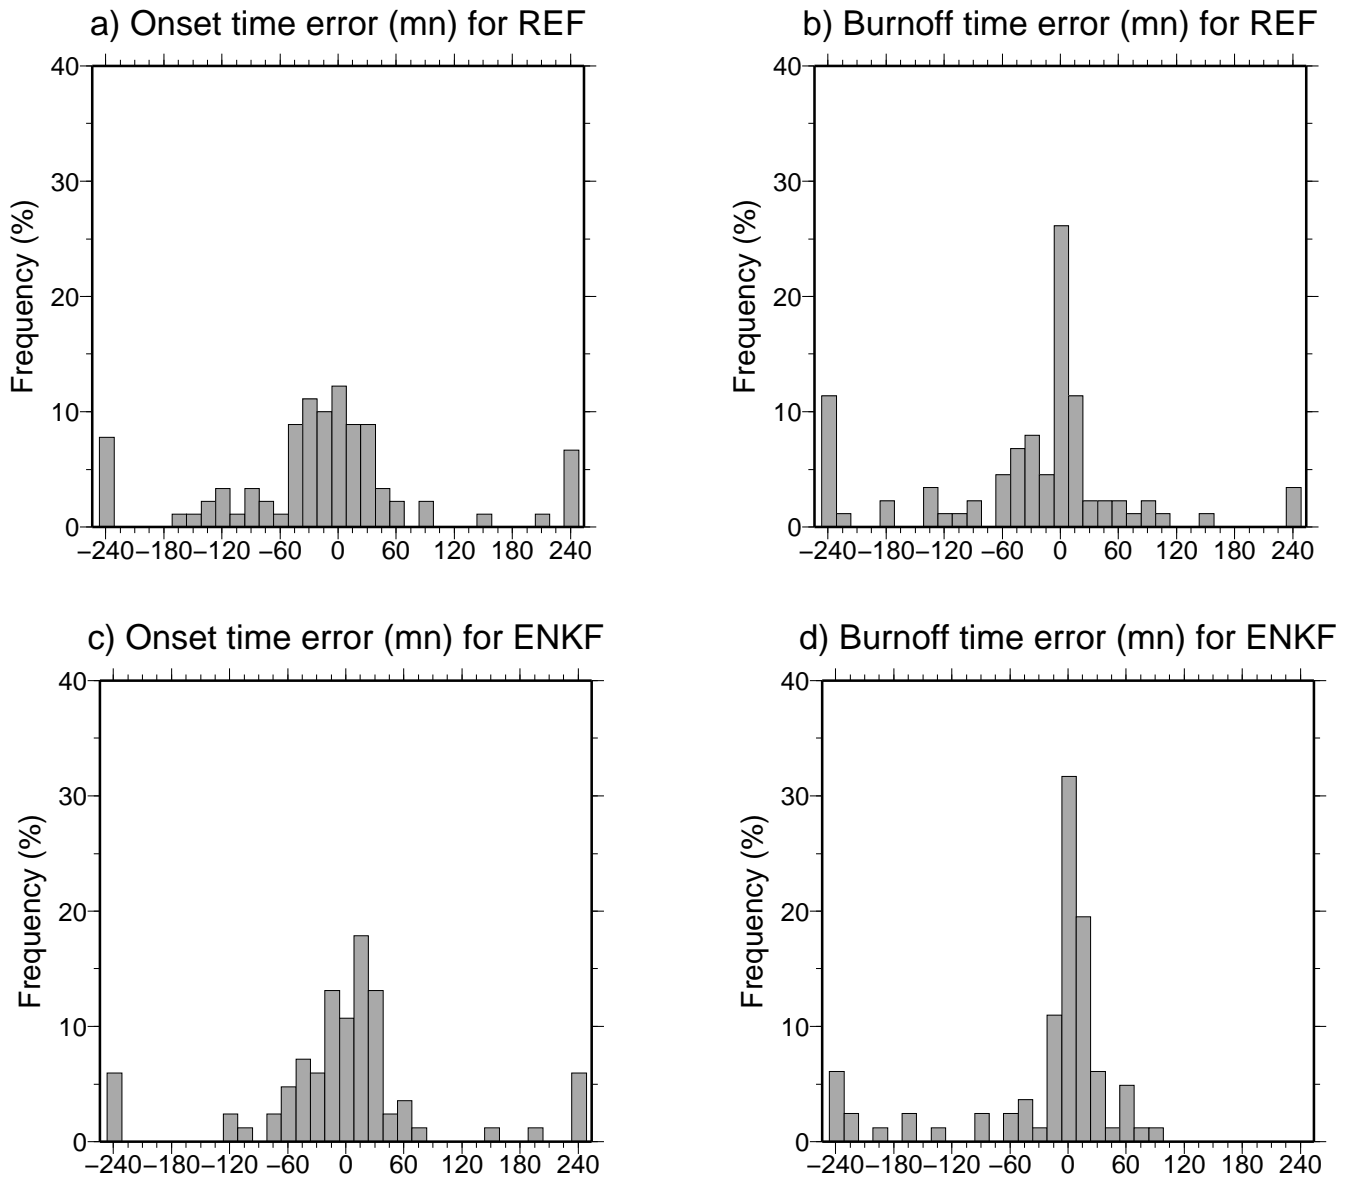 a) Onset time error (mn) for REF
40
30
20
10
0
Frequency (%)
−240 −180 −120 −60 0 60 120 180 240
b) Burnoff time error (mn) for REF
40
30
20
10
0
Frequency (%)
−240 −180 −120 −60 0 60 120 180 240
c) Onset time error (mn) for ENKF
40
30
20
10
0
Frequency (%)
−240 −180 −120 −60 0 60 120 180 240
d) Burnoff time error (mn) for ENKF
40
30
20
10
0
Frequency (%)
−240 −180 −120 −60 0 60 120 180 240